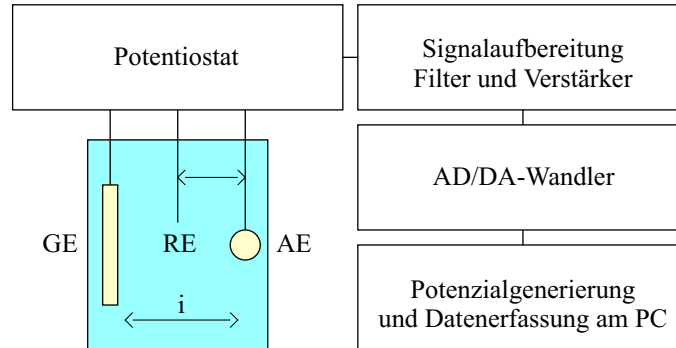 Potentiostat
Signalaufbereitung
Filter und Verstärker
AD/DA-Wandler
GE
RE
AE
i
Potenzialgenerierung
und Datenerfassung am PC